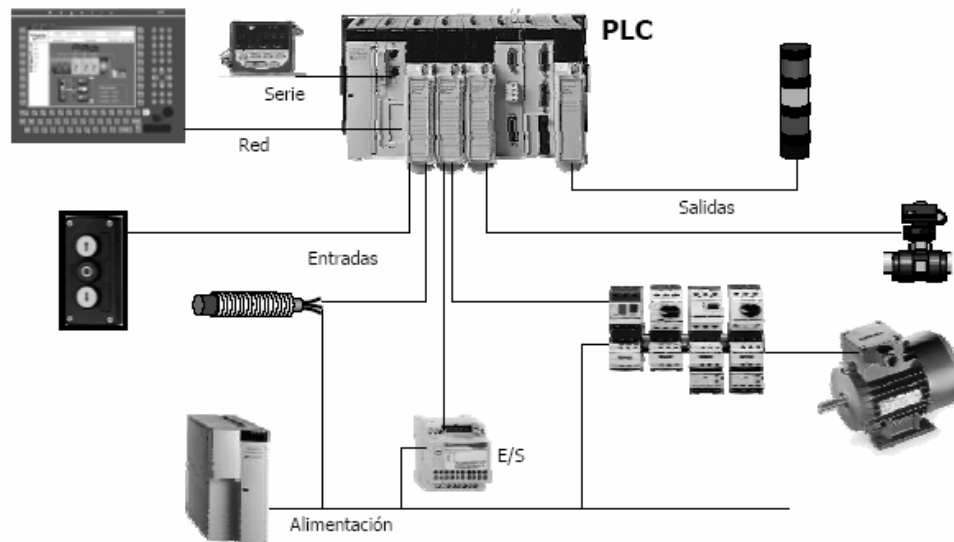 PLC
Serie
Red
Salidas
Entradas
E/S
Alimentación